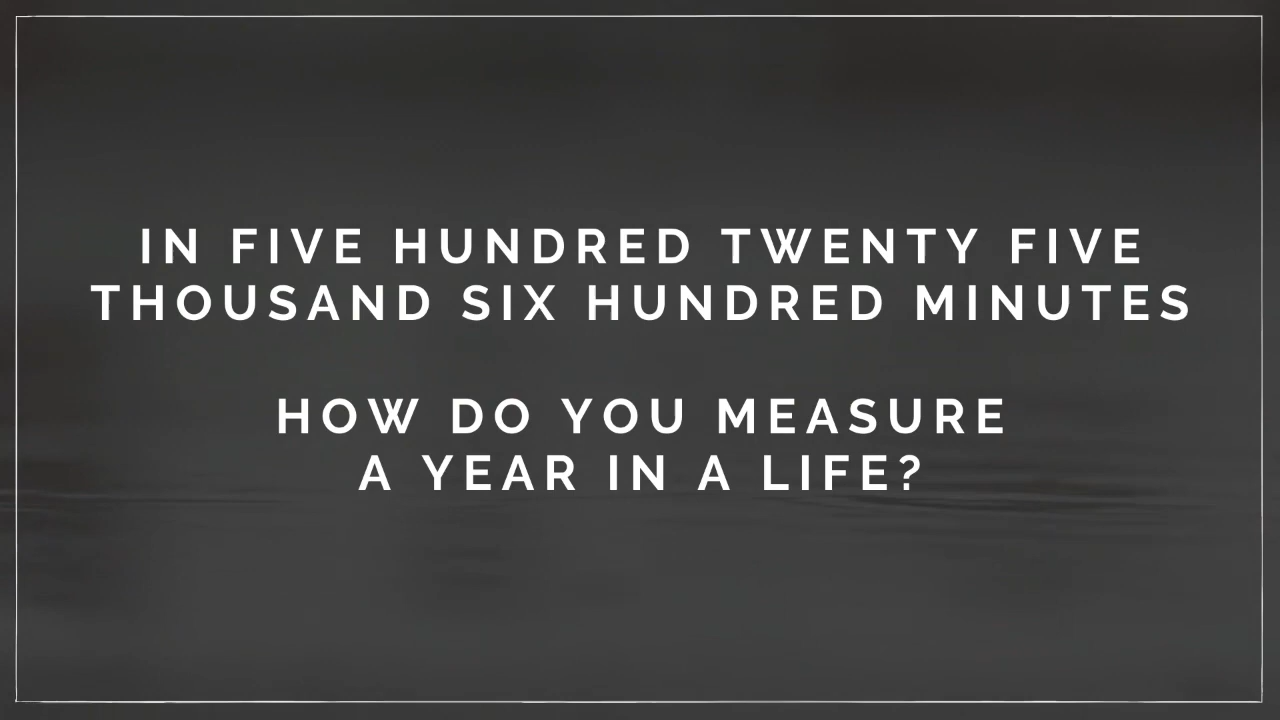 IN FIVE HUNDRED TWENTY FIVE
THOUSAND SIX HUNDRED MINUTES
HOW DO YOU MEASURE
A YEAR IN A LIFE?